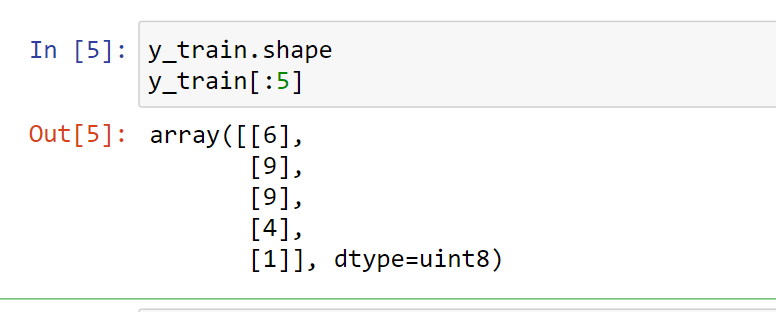 In [5]: y_train.shape
y_train[:5]
Out[5]: array([[6],
[9],
[9],
[4],
[1]], dtype=uint8)